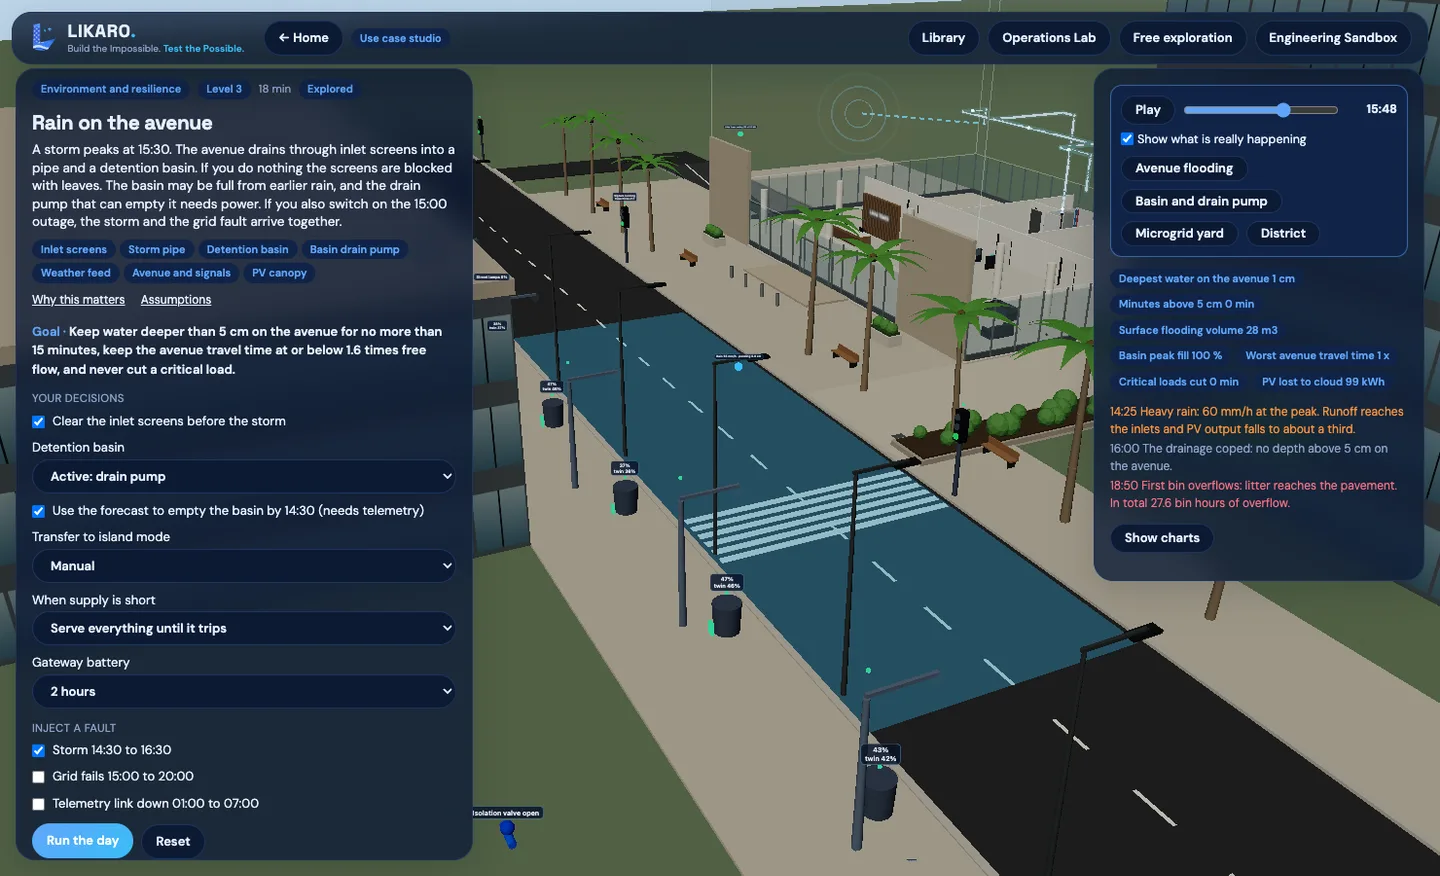 LIKARO.
Build the Impossible. Test the Possible.
← Home
Use case studio
Library
Operations Lab
Free exploration
Engineering Sandbox
Environment and resilience
Level 3
18 min
Explored
Rain on the avenue
A storm peaks at 15:30. The avenue drains through inlet screens into a
pipe and a detention basin. If you do nothing the screens are blocked
with leaves. The basin may be full from earlier rain, and the drain
pump that can empty it needs power. If you also switch on the 15:00
outage, the storm and the grid fault arrive together.
Inlet screens
Storm pipe
Detention basin
Basin drain pump
Weather feed
Avenue and signals
PV canopy
Why this matters
Assumptions
Goal · Keep water deeper than 5 cm on the avenue for no more than
15 minutes, keep the avenue travel time at or below 1.6 times free
flow, and never cut a critical load.
YOUR DECISIONS
Clear the inlet screens before the storm
Detention basin
Active: drain pump
Use the forecast to empty the basin by 14:30 (needs telemetry)
Transfer to island mode
Manual
When supply is short
Serve everything until it trips
Gateway battery
2 hours
INJECT A FAULT
Storm 14:30 to 16:30
Grid fails 15:00 to 20:00
Telemetry link down 01:00 to 07:00
Run the day
Reset
37%
twin 36%
47%
twin 46%
43%
twin 42%
Isolation valve open
Play
15:48
Show what is really happening
Avenue flooding
Basin and drain pump
Microgrid yard
District
Deepest water on the avenue 1 cm
Minutes above 5 cm 0 min
Surface flooding volume 28 m3
Basin peak fill 100 %
Worst avenue travel time 1 x
Critical loads cut 0 min
PV lost to cloud 99 kWh
14:25 Heavy rain: 60 mm/h at the peak. Runoff reaches
the inlets and PV output falls to about a third.
16:00 The drainage coped: no depth above 5 cm on
the avenue.
18:50 First bin overflows: litter reaches the pavement.
In total 27.6 bin hours of overflow.
Show charts